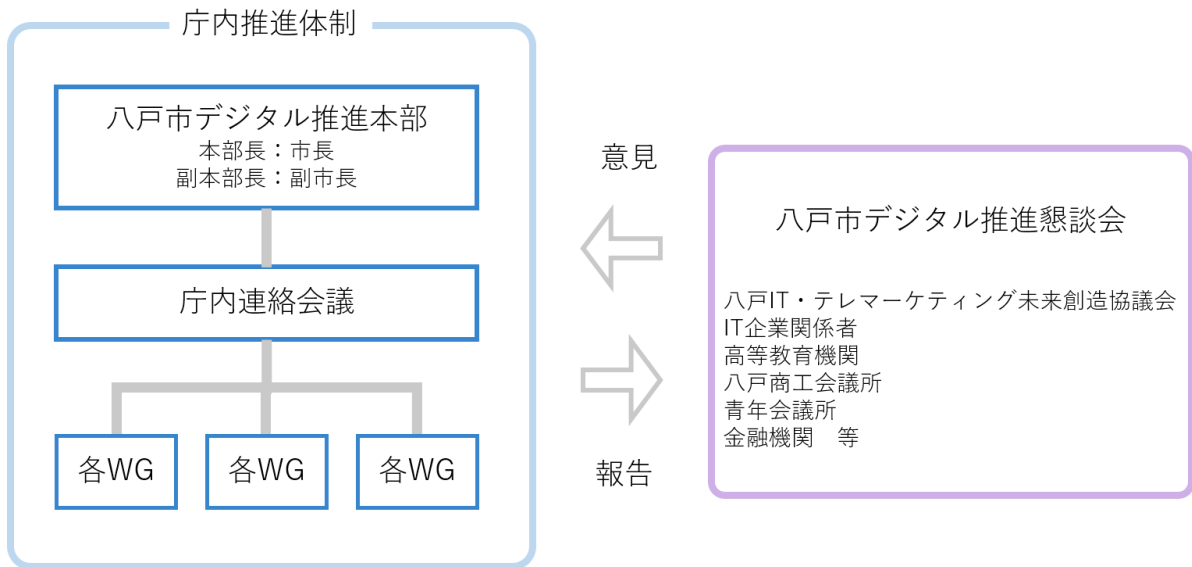 庁内推進体制
八戸市デジタル推進本部
本部長：市長
副本部長：副市長
庁内連絡会議
各WG
各WG
各WG
意見
報告
八戸市デジタル推進懇談会
八戸IT・テレマーケティング未来創造協議会
IT企業関係者
高等教育機関
八戸商工会議所
青年会議所
金融機関　等